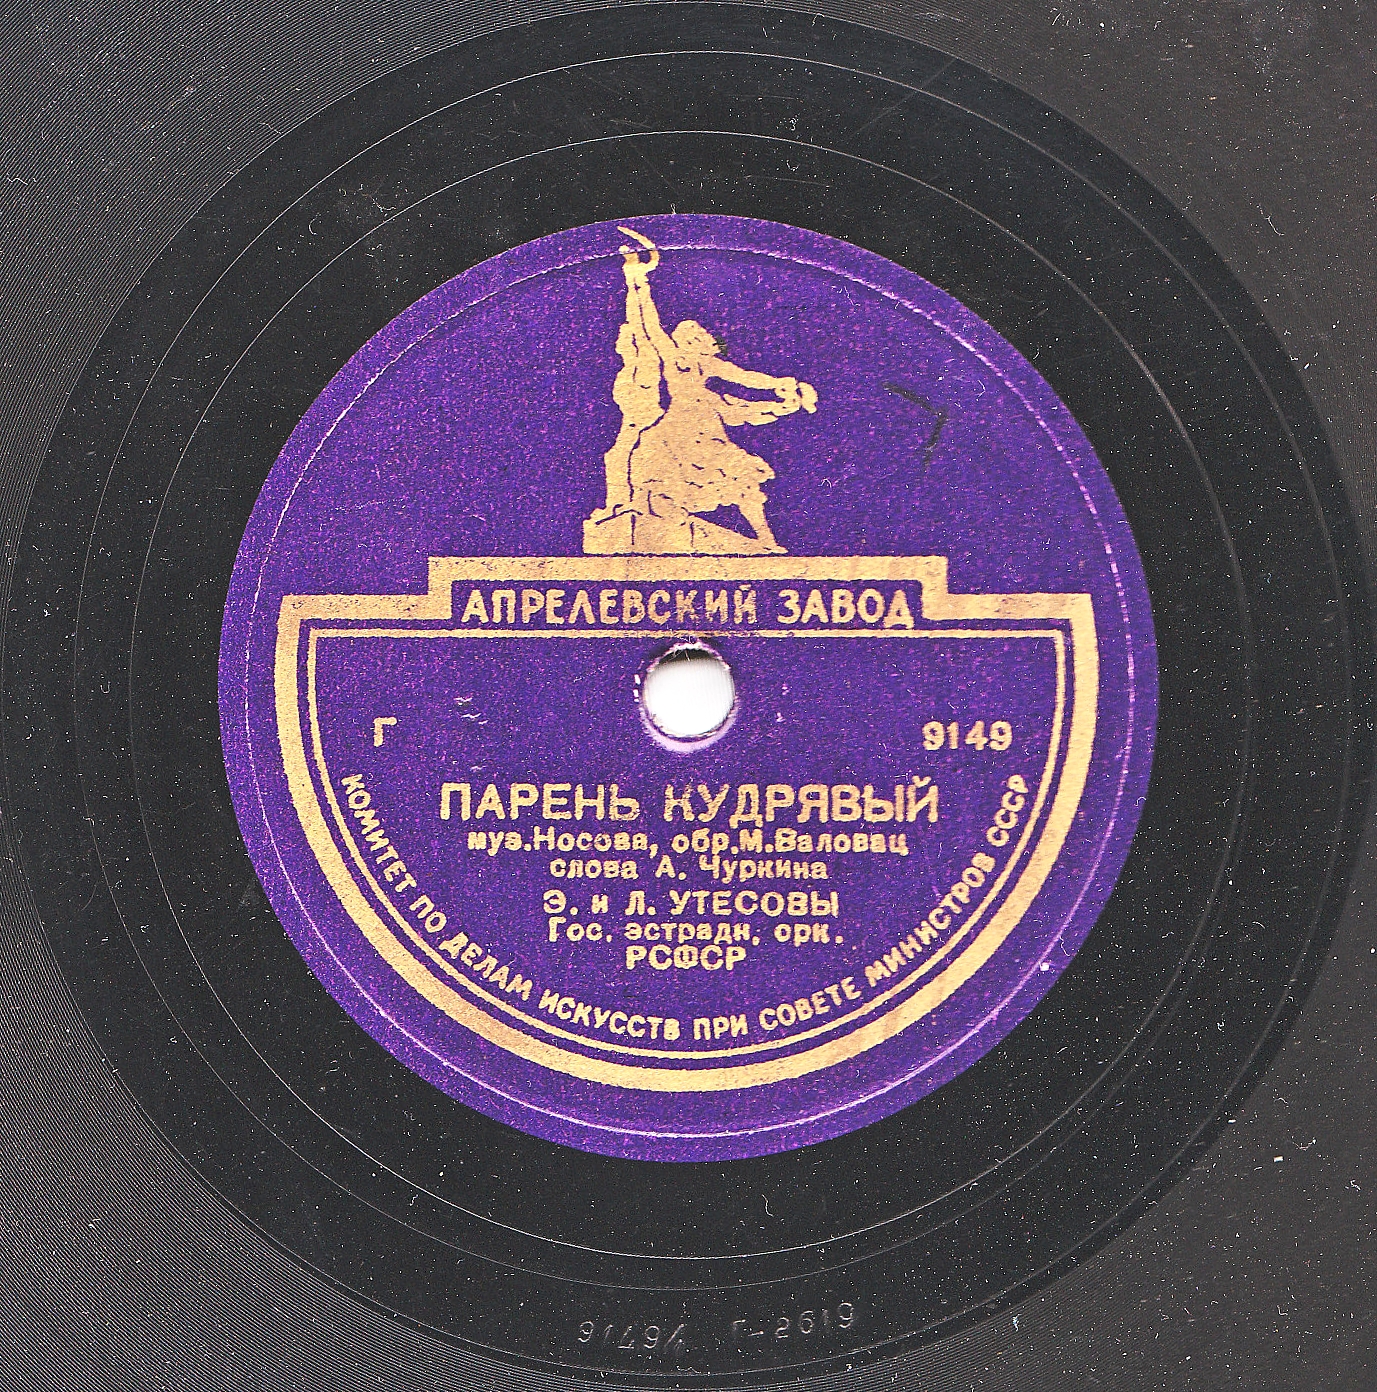 АПРЕЛЕВСКИЙ ЗАВОД
Г 9149
ПАРЕНЬ КУДРЯВЫЙ
муз.Носова, обр.М.Валовац
слова А. Чуркина
Э. и Л. УТЕСОВЫ
Гос. эстрадн. орк.
РСФСР
КОМИТЕТ ПО ДЕЛАМ ИСКУССТВ ПРИ СОВЕТЕ МИНИСТРОВ СССР
Г-2619